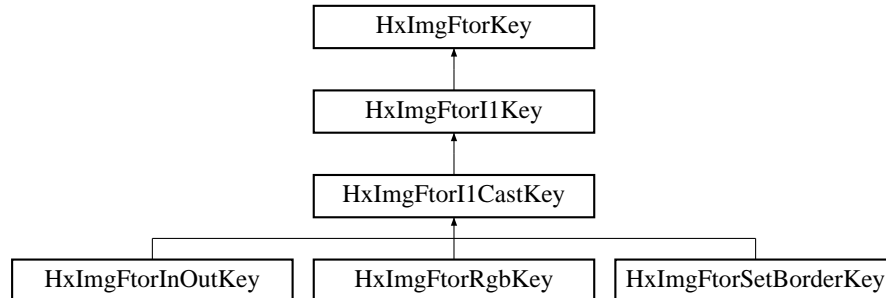 HxImgFtorKey
HxImgFtorI1Key
HxImgFtorI1CastKey
HxImgFtorInOutKey
HxImgFtorRgbKey
HxImgFtorSetBorderKey